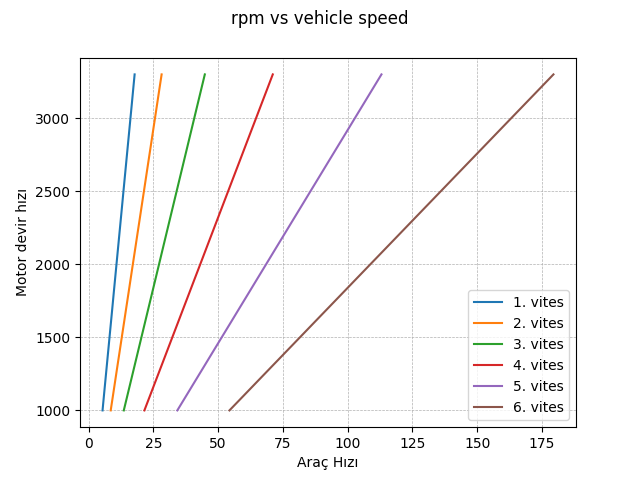 rpm vs vehicle speed
Motor devir hızı
3000
2500
2000
1500
1000
0
25
50
75
100
125
150
175
Araç Hızı
1. vites
2. vites
3. vites
4. vites
5. vites
6. vites